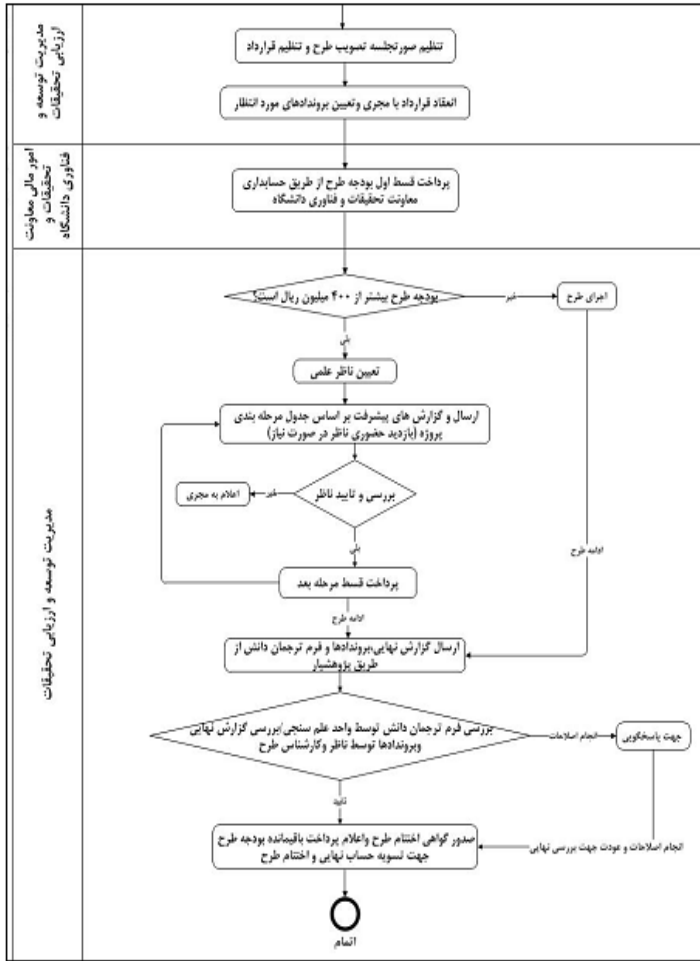 مدیریت توسعه و
ارزیابی تحقیقات
تنظیم صورتجلسه تصویب طرح و تنظیم قرارداد
انعقاد قرارداد با مجری وتعیین بروندادهای مورد انتظار
امور مالی معاونت
تحقیقات و
فناوری دانشگاه
پرداخت قسط اول بودجه طرح از طریق حسابداری
معاونت تحقیقات و فناوری دانشگاه
مدیریت توسعه و ارزیابی تحقیقات
بودجه طرح بیشتر از ۴۰۰ میلیون ریال است؟
خیر
اجرای طرح
بلی
تعیین ناظر علمی
ارسال و گزارش های پیشرفت بر اساس جدول مرحله بندی
پروژه (بازدید حضوری ناظر در صورت نیاز)
بررسی و تایید ناظر
خیر
اعلام به مجری
بلی
ادامه طرح
پرداخت قسط مرحله بعد
ادامه طرح
ارسال گزارش نهایی،بروندادها و فرم ترجمان دانش از
طریق پژوهشیار
بررسی فرم ترجمان دانش توسط واحد علم سنجی/بررسی گزارش نهایی
وبروندادها توسط ناظر وکارشناس طرح
انجام اصلاحات
جهت پاسخگویی
تایید
صدور گواهی اختتام طرح واعلام پرداخت باقیمانده بودجه طرح
جهت تسویه حساب نهایی و اختتام طرح
انجام اصلاحات و عودت جهت بررسی نهایی
اتمام